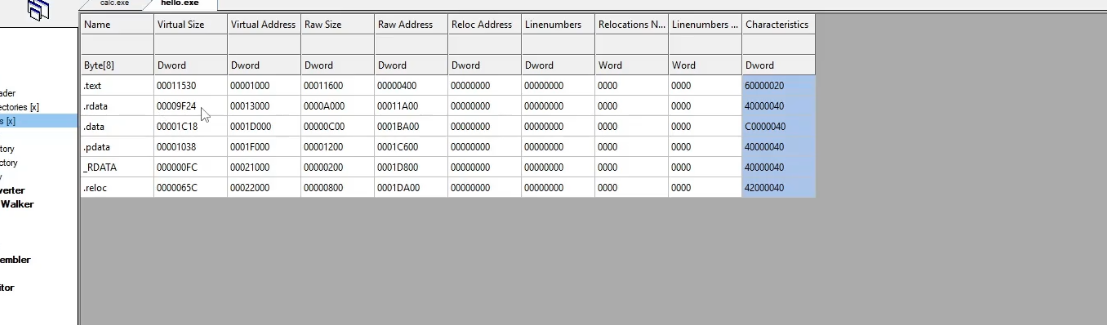 calc.exe hello.exe
Name Virtual Size Virtual Address Raw Size Raw Address Reloc Address Linenumbers Relocations N... Linenumbers ... Characteristics
Byte[8] Dword Dword Dword Dword Dword Dword Word Word Dword
.text 00011530 00001000 00011600 00000400 00000000 00000000 0000 0000 60000020
ader
.rdata 00009F24 00013000 0000A000 00011A00 00000000 00000000 0000 0000 40000040
ectories [x]
s [x]
.data 00001C18 0001D000 00000C00 0001BA00 00000000 00000000 0000 0000 C0000040
tory
.pdata 00001038 0001F000 00001200 0001C600 00000000 00000000 0000 0000 40000040
ctory
_RDATA 000000FC 00021000 00000200 0001D800 00000000 00000000 0000 0000 40000040
y
.reloc 0000065C 00022000 00000800 0001DA00 00000000 00000000 0000 0000 42000040
verter
Walker
embler
itor